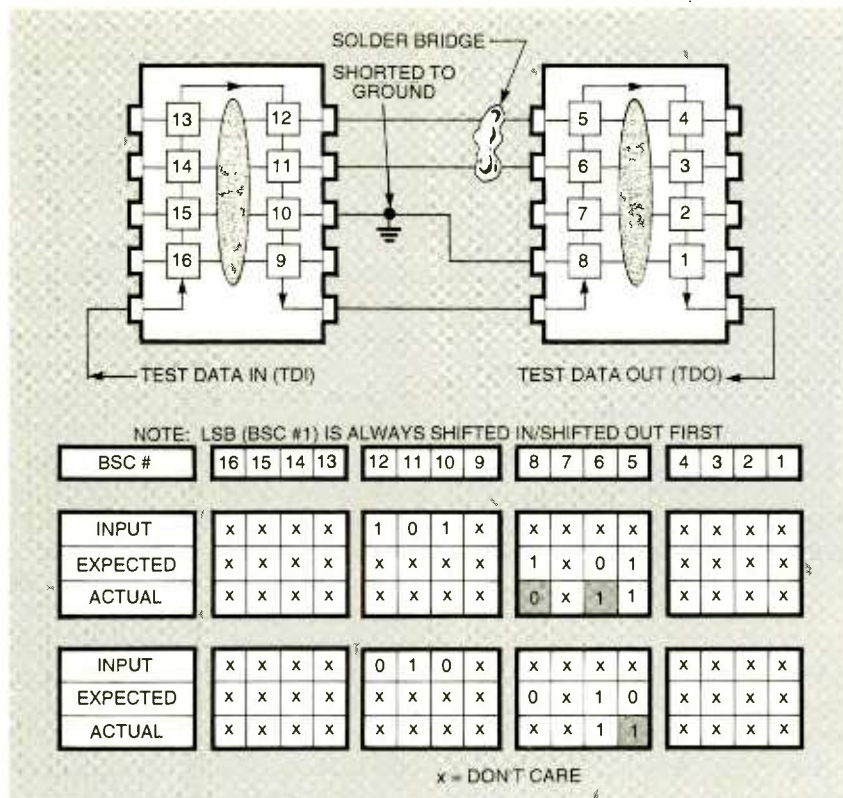 SOLDER BRIDGE
SHORTED TO
GROUND
13 12 5 4
14 11 6 3
15 10 7 2
16 9 8 1
TEST DATA IN (TDI) TEST DATA OUT (TDO)
NOTE: LSB (BSC #1) IS ALWAYS SHIFTED IN/SHIFTED OUT FIRST
BSC # 16 15 14 13 12 11 10 9 8 7 6 5 4 3 2 1
INPUT x x x x 1 0 1 x x x x x x x x x
EXPECTED x x x x x x x x 1 x 0 1 x x x x
ACTUAL x x x x x x x x 0 x 1 1 x x x x
INPUT x x x x 0 1 0 x x x x x x x x x
EXPECTED x x x x x x x x 0 x 1 0 x x x x
ACTUAL x x x x x x x x x x 1 1 x x x x
x = DON'T CARE